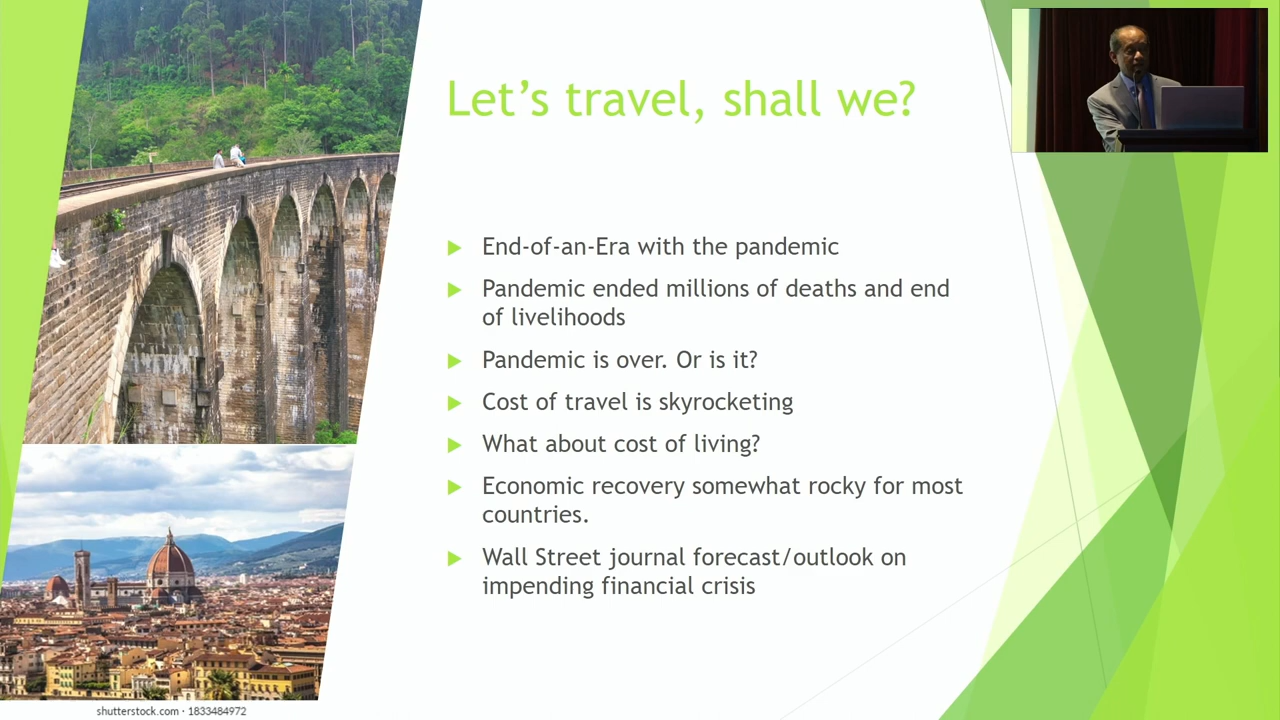 Let's travel, shall we?
End-of-an-Era with the pandemic
Pandemic ended millions of deaths and end
of livelihoods
Pandemic is over. Or is it?
Cost of travel is skyrocketing
What about cost of living?
Economic recovery somewhat rocky for most
countries.
Wall Street journal forecast/outlook on
impending financial crisis
shutterstock.com · 1833484972